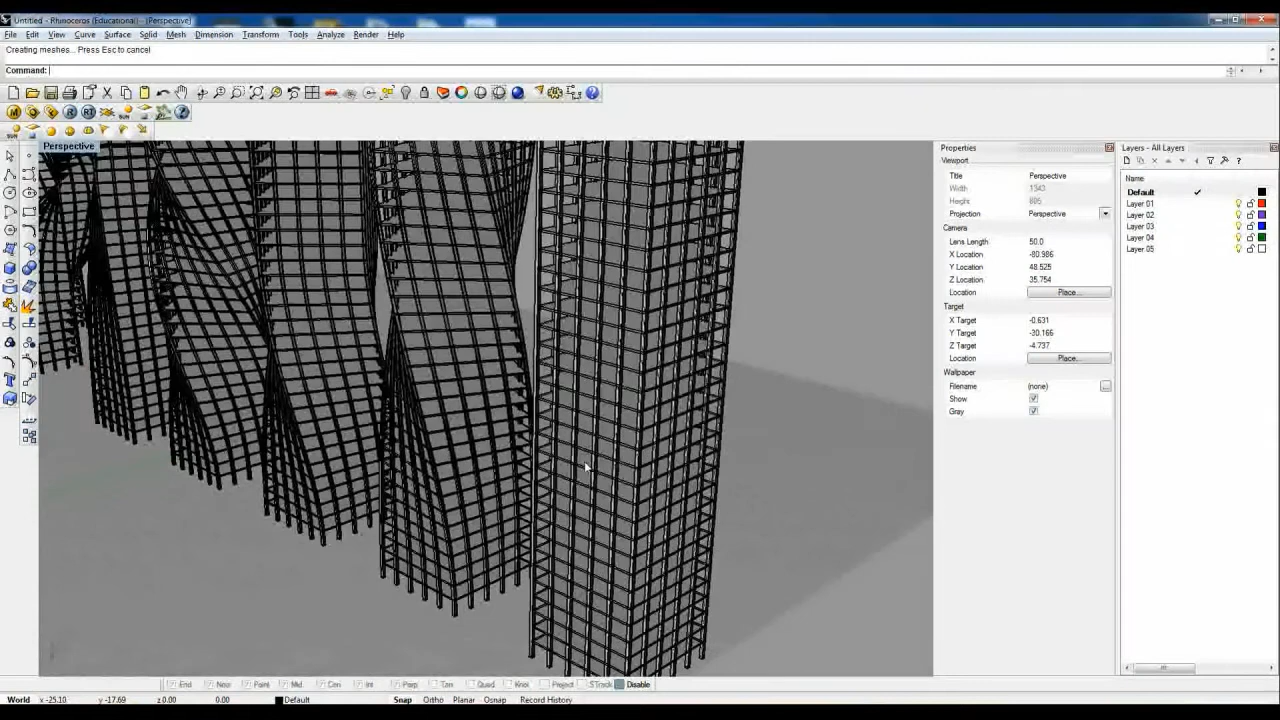 Untitled - Rhinoceros (Educational) - [Perspective]
File Edit View Curve Surface Solid Mesh Dimension Transform Tools Analyze Render Help
Creating meshes... Press Esc to cancel
Command:
Perspective
Properties
Viewport
Title Perspective
Width 1343
Height 805
Projection Perspective
Camera
Lens Length 50.0
X Location -80.986
Y Location 48.525
Z Location 35.754
Location Place...
Target
X Target -0.631
Y Target -30.166
Z Target -4.737
Location Place...
Wallpaper
Filename (none) ...
Show
Gray
Layers - All Layers
Name
Default
Layer 01
Layer 02
Layer 03
Layer 04
Layer 05
End Near Point Mid Cen Int Perp Tan Quad Knot Project STrack Disable
World x -25.10 y -17.69 z 0.00 0.00 Default Snap Ortho Planar Osnap Record History